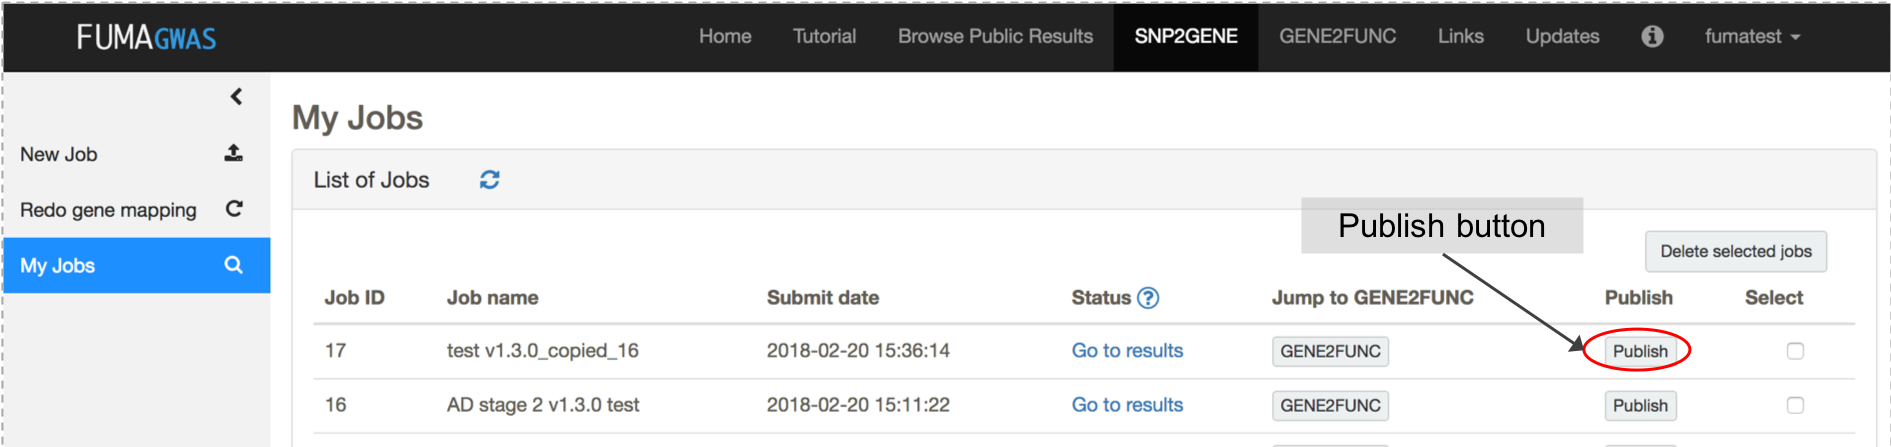 FUMAGWAS Home Tutorial Browse Public Results SNP2GENE GENE2FUNC Links Updates fumatest
New Job
Redo gene mapping
My Jobs
My Jobs
List of Jobs
Publish button
Delete selected jobs
Job ID Job name Submit date Status Jump to GENE2FUNC Publish Select
17 test v1.3.0_copied_16 2018-02-20 15:36:14 Go to results GENE2FUNC Publish
16 AD stage 2 v1.3.0 test 2018-02-20 15:11:22 Go to results GENE2FUNC Publish